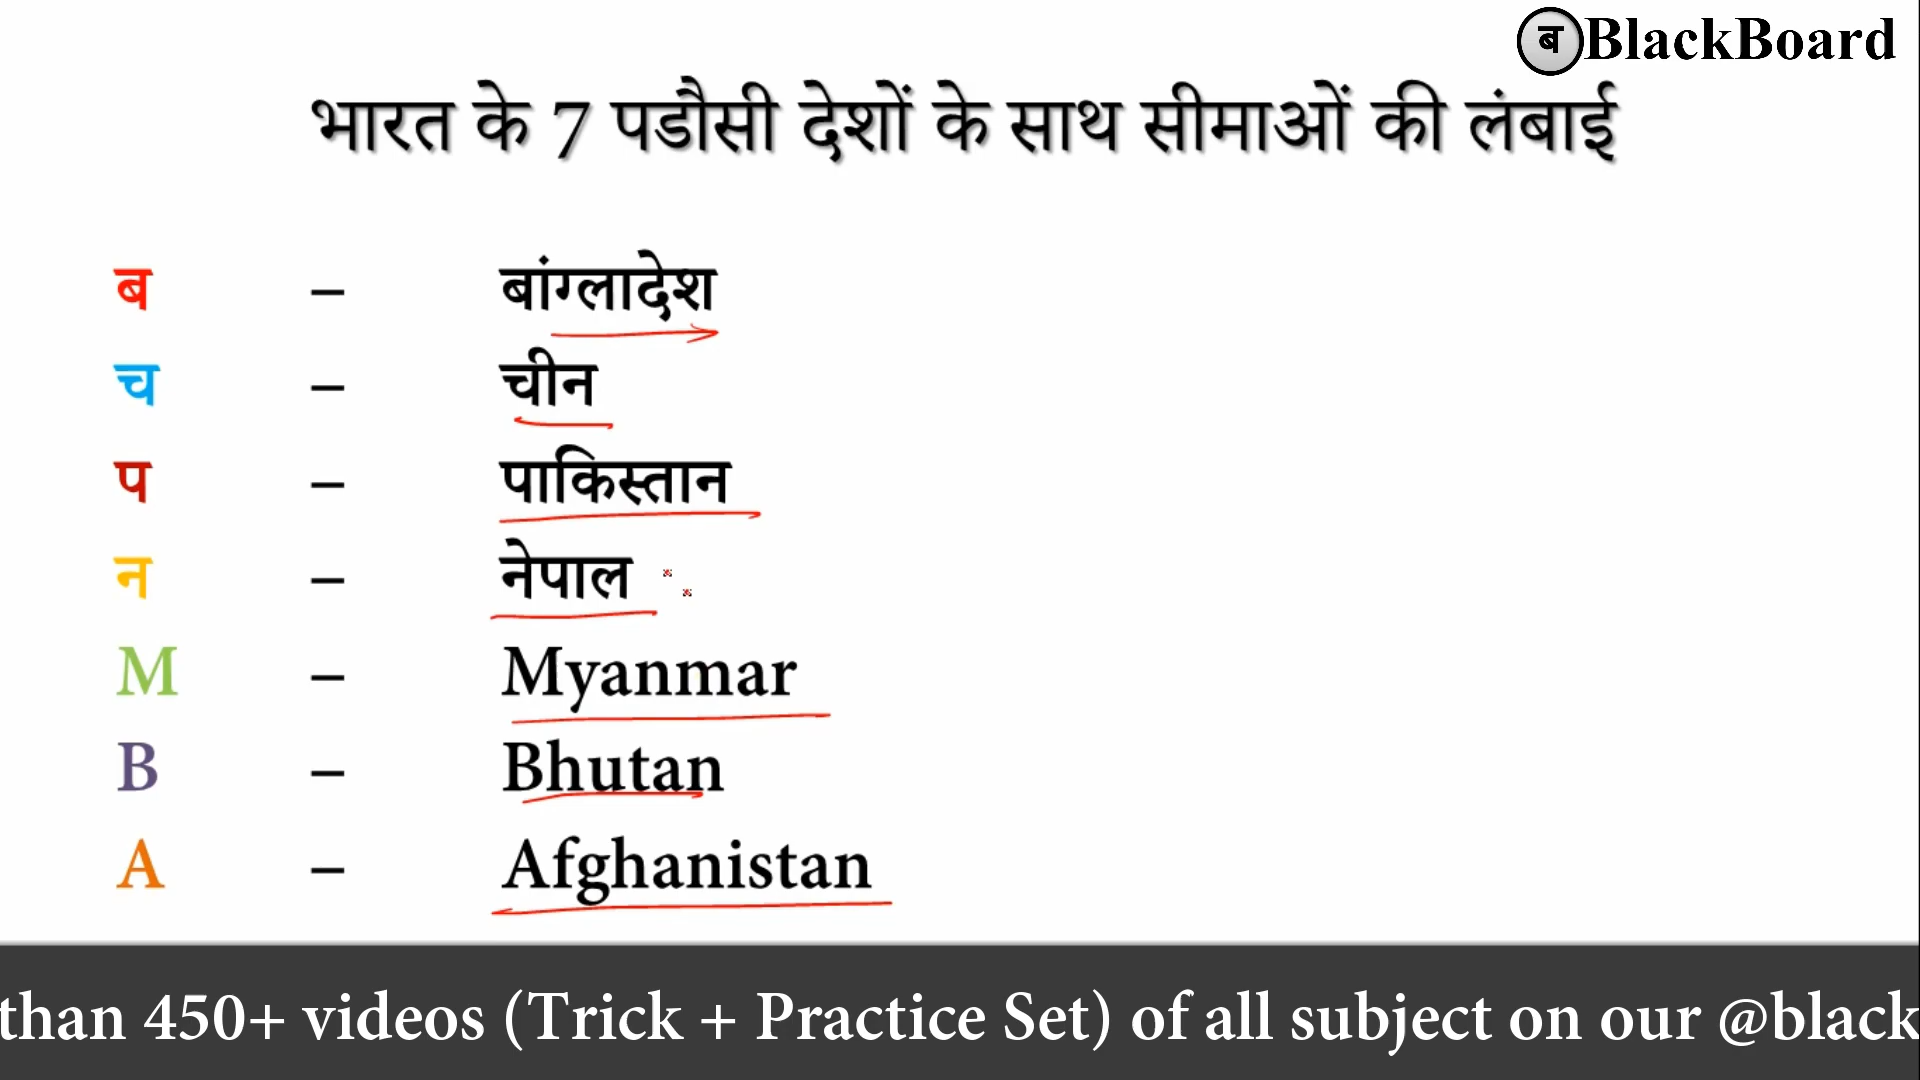 ब BlackBoard
भारत के 7 पडौसी देशों के साथ सीमाओं की लंबाई
ब – बांग्लादेश
च – चीन
प – पाकिस्तान
न – नेपाल
M – Myanmar
B – Bhutan
A – Afghanistan
than 450+ videos (Trick + Practice Set) of all subject on our @black